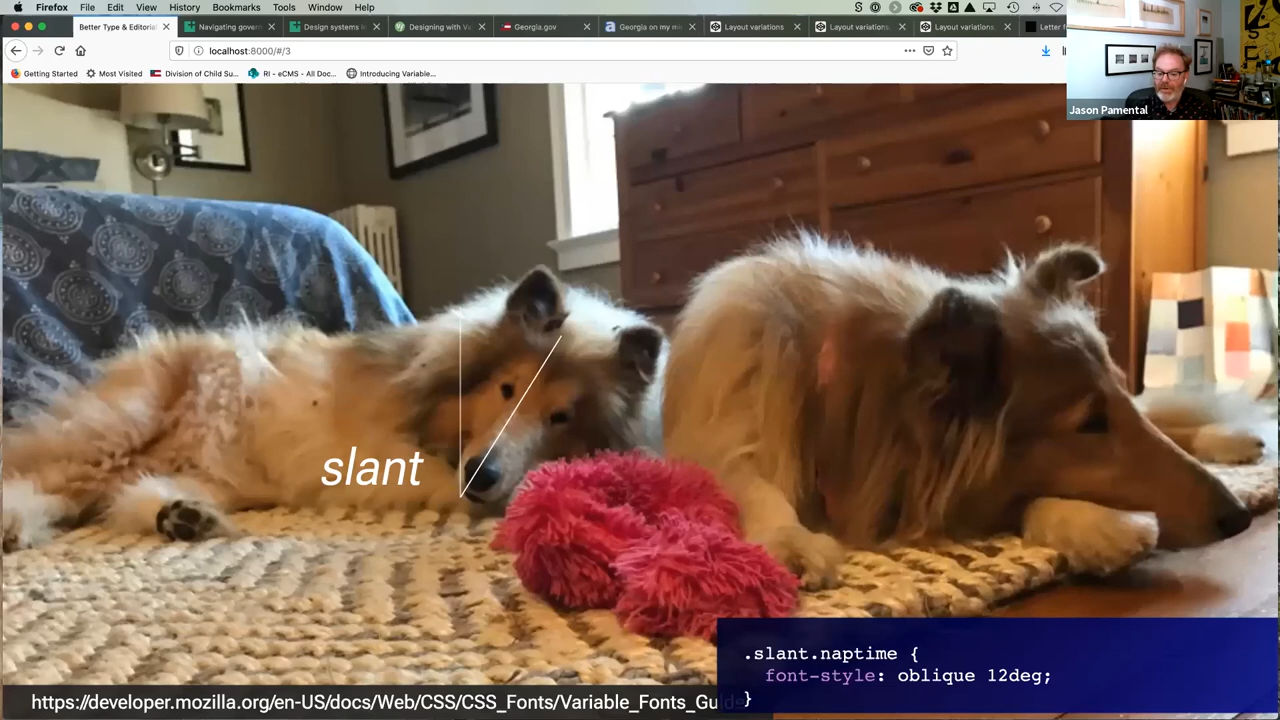 Firefox File Edit View History Bookmarks Tools Window Help
Better Type & Editorial
Navigating govern
Design systems in
Designing with Va
Georgia.gov
Georgia on my mi
Layout variations
Layout variations
Layout variations
Letter
localhost:8000/#/3
Getting Started
Most Visited
Division of Child Su...
RI - eCMS - All Doc...
Introducing Variable...
Jason Pamental
slant
.slant.naptime {
font-style: oblique 12deg;
}
https://developer.mozilla.org/en-US/docs/Web/CSS/CSS_Fonts/Variable_Fonts_Guide